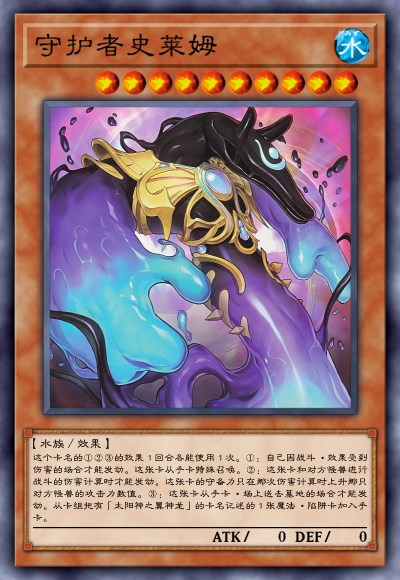 守护者史莱姆
水
【水族／效果】
这个卡名的①②③的效果1回合各能使用1次。①：自己因战斗·效果受到
伤害的场合才能发动。这张卡从手卡特殊召唤。②：这张卡和对方怪兽进行
战斗的伤害计算时才能发动。这张卡的守备力只在那次伤害计算时上升那只
对方怪兽的攻击力数值。③：这张卡从手卡·场上送去墓地的场合才能发动。
从卡组把有「太阳神之翼神龙」的卡名记述的1张魔法·陷阱卡加入手
卡。
ATK/ 0 DEF/ 0